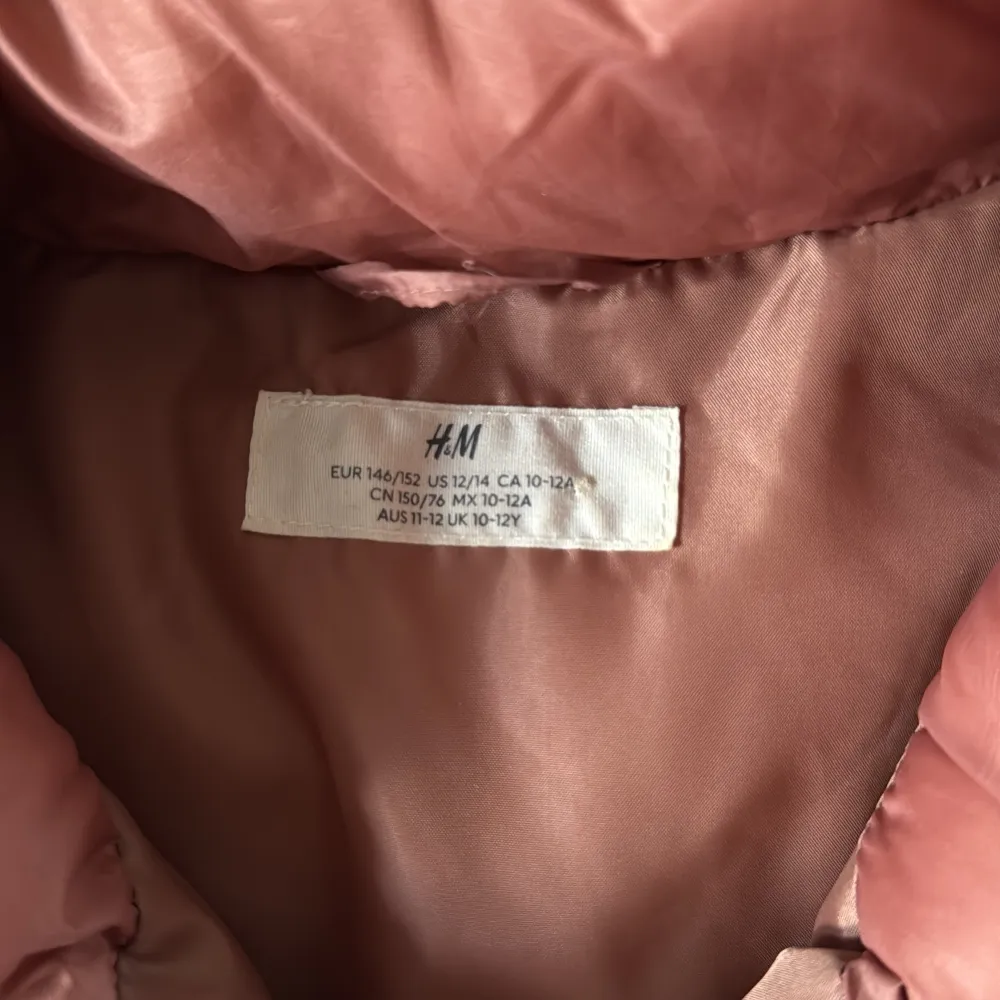 H&M
EUR 146/152 US 12/14 CA 10-12A
CN 150/76 MX 10-12A
AUS 11-12 UK 10-12Y